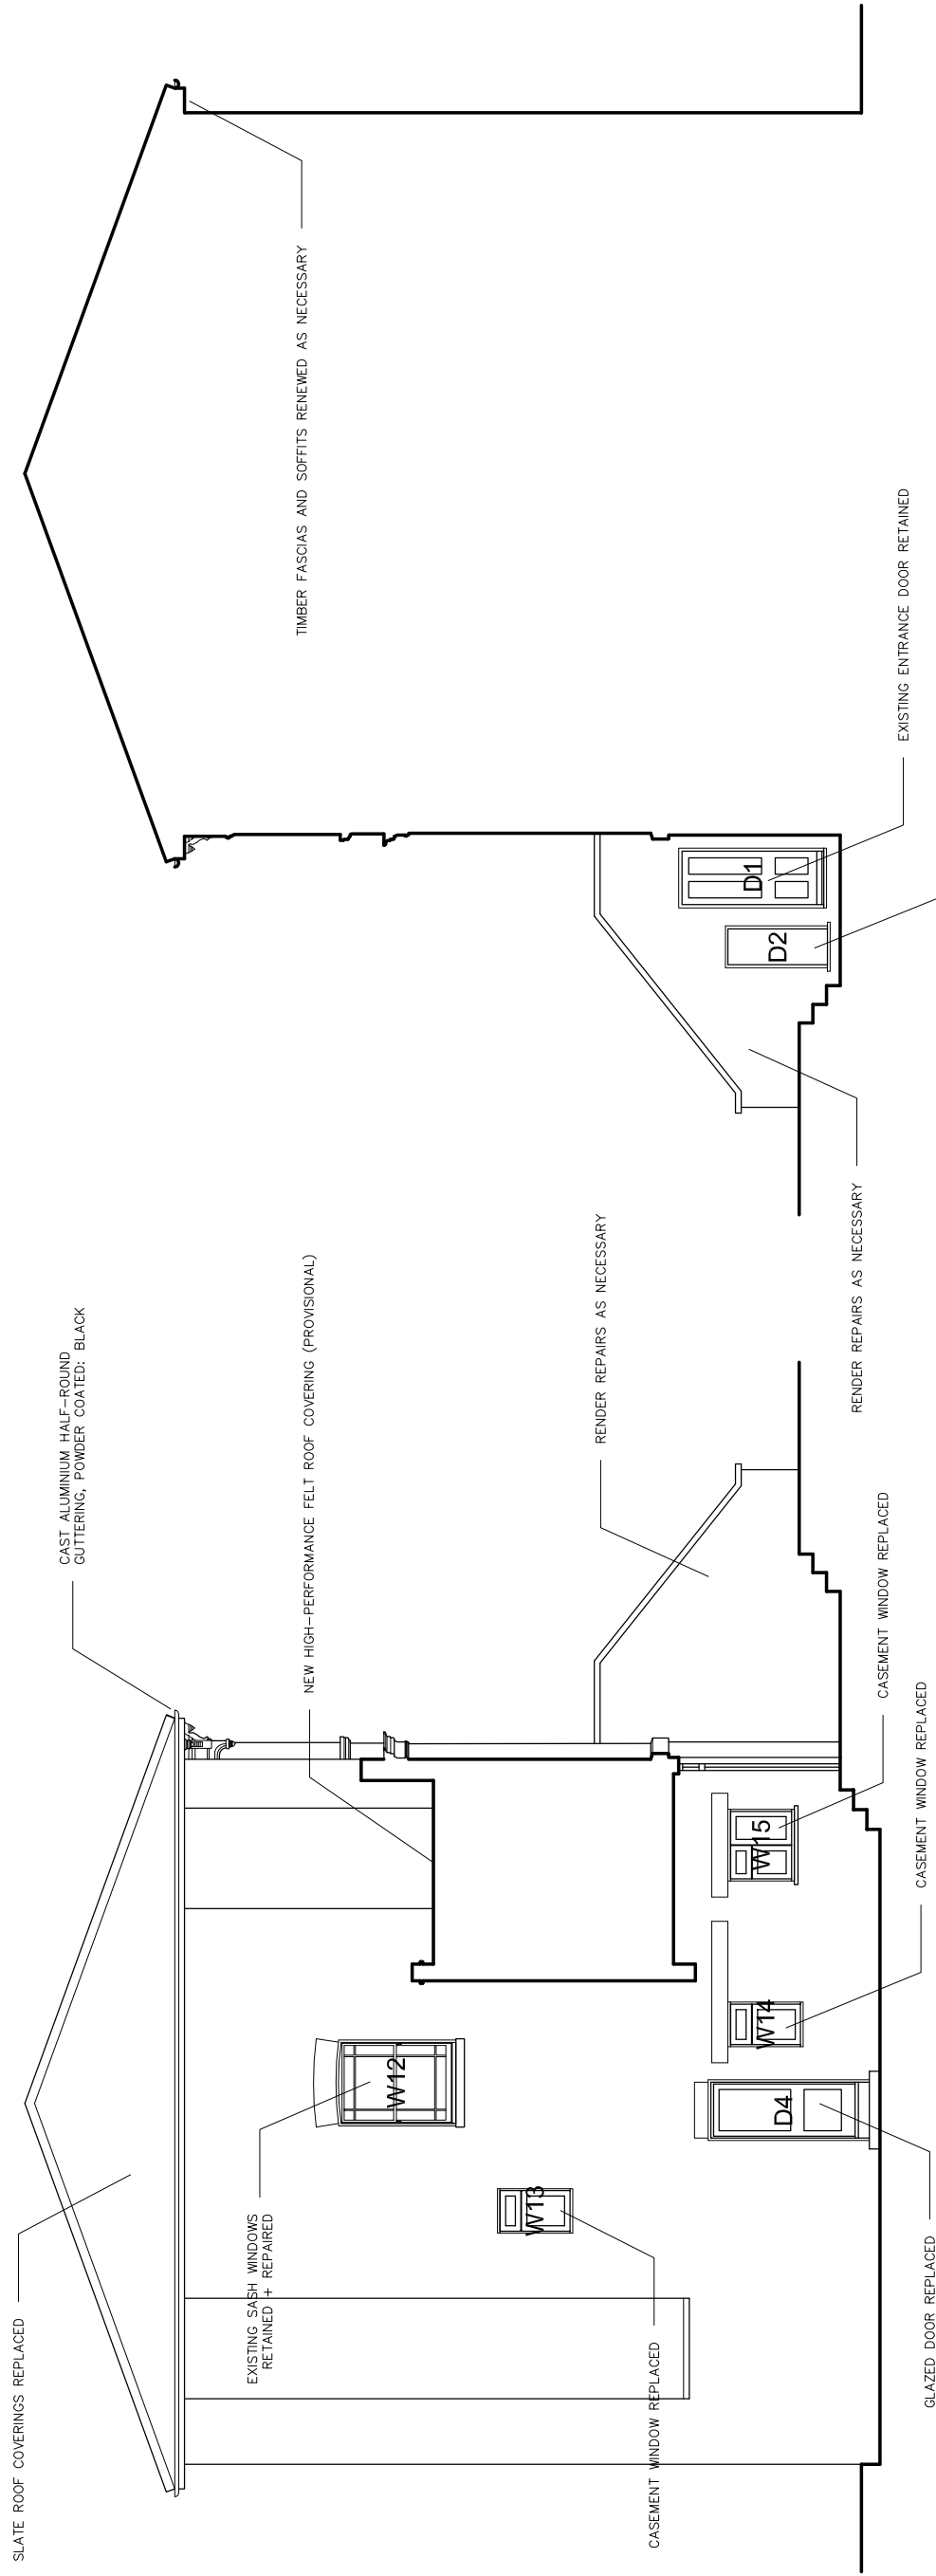 SLATE ROOF COVERINGS REPLACED
CAST ALUMINIUM HALF-ROUND
GUTTERING, POWDER COATED: BLACK
EXISTING SASH WINDOWS
RETAINED + REPAIRED
NEW HIGH-PERFORMANCE FELT ROOF COVERING (PROVISIONAL)
TIMBER FASCIAS AND SOFFITS RENEWED AS NECESSARY
W12
W13
RENDER REPAIRS AS NECESSARY
CASEMENT WINDOW REPLACED
D4
W14
W15
D2
D1
GLAZED DOOR REPLACED
CASEMENT WINDOW REPLACED
CASEMENT WINDOW REPLACED
RENDER REPAIRS AS NECESSARY
EXISTING ENTRANCE DOOR RETAINED